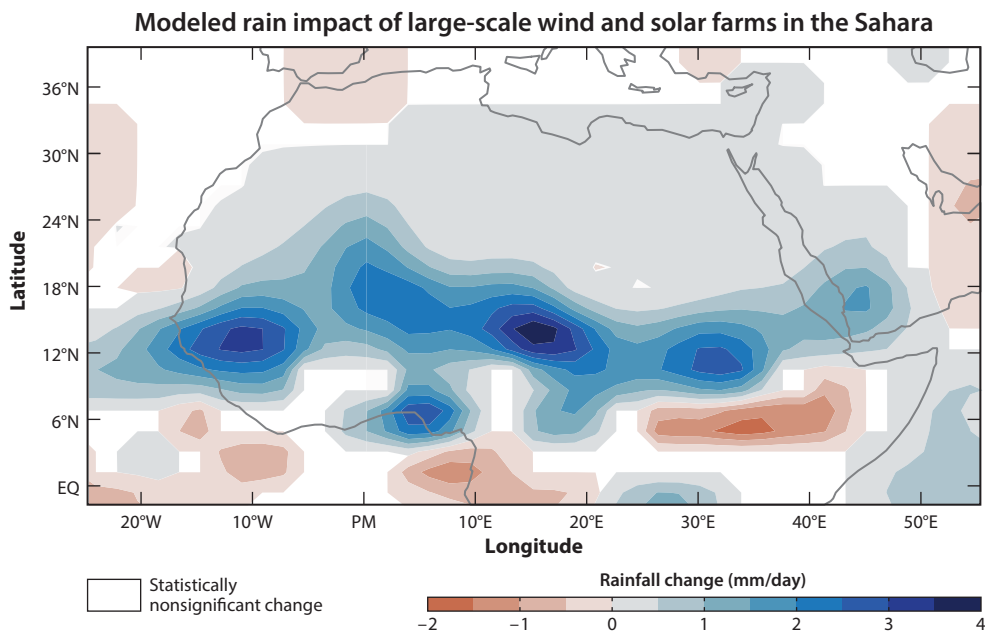 Modeled rain impact of large-scale wind and solar farms in the Sahara
Latitude
36°N
30°N
24°N
18°N
12°N
6°N
EQ
20°W 10°W PM 10°E 20°E 30°E 40°E 50°E
Longitude
Statistically
nonsignificant change
Rainfall change (mm/day)
−2 −1 0 1 2 3 4